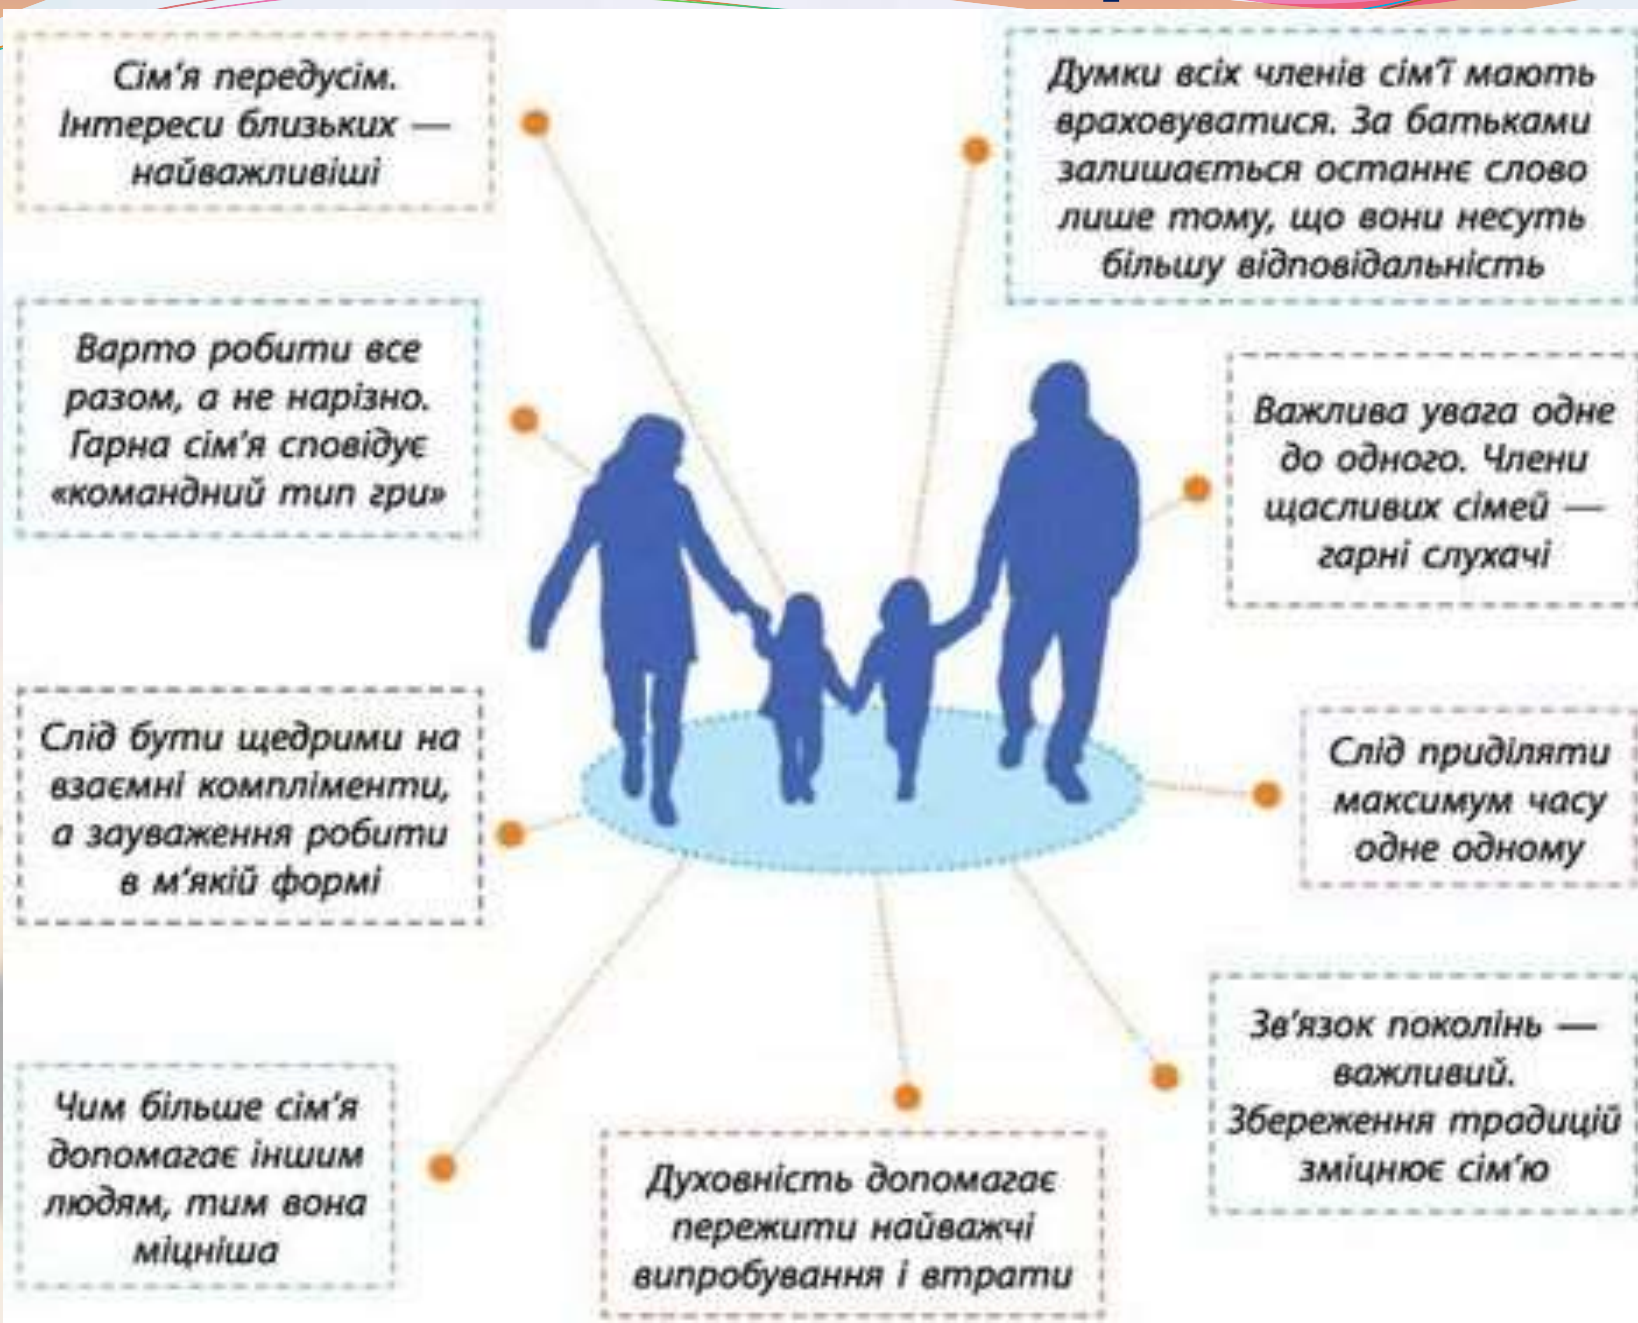 Сім'я передусім.
Інтереси близьких —
найважливіші
Думки всіх членів сім'ї мають
враховуватися. За батьками
залишається останнє слово
лише тому, що вони несуть
більшу відповідальність
Варто робити все
разом, а не нарізно.
Гарна сім'я сповідує
«командний тип гри»
Важлива увага одне
до одного. Члени
щасливих сімей —
гарні слухачі
Слід бути щедрими на
взаємні компліменти,
а зауваження робити
в м'якій формі
Слід приділяти
максимум часу
одне одному
Чим більше сім'я
допомагає іншим
людям, тим вона
міцніша
Духовність допомагає
пережити найважчі
випробування і втрати
Зв'язок поколінь —
важливий.
Збереження традицій
зміцнює сім'ю